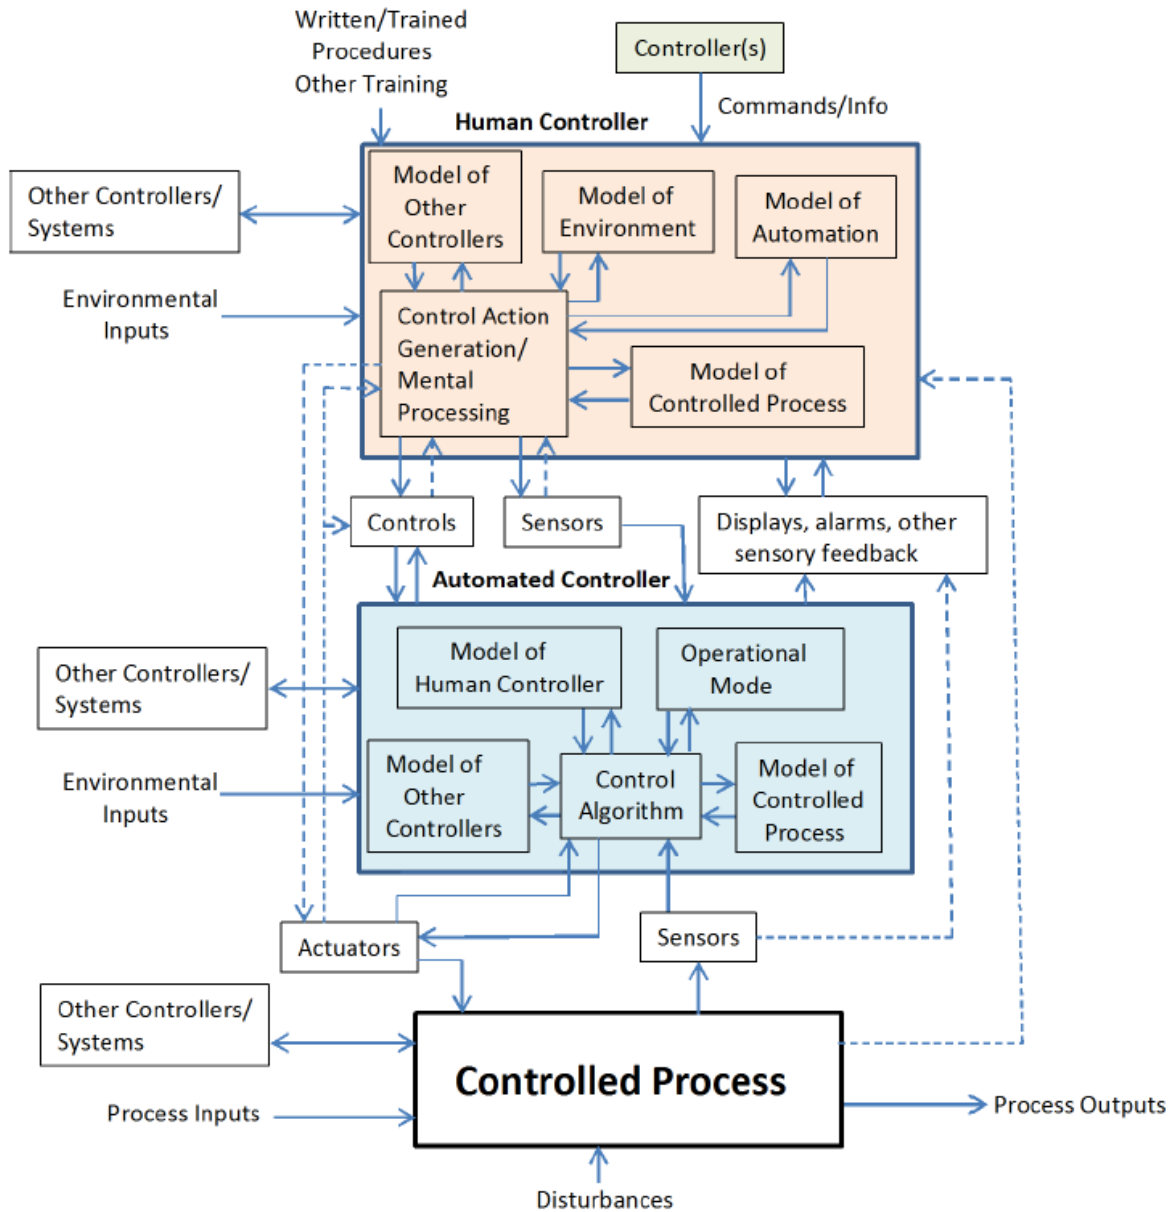 Written/Trained
Procedures
Other Training
Controller(s)
Commands/Info
Human Controller
Other Controllers/
Systems
Model of
Other
Controllers
Model of
Environment
Model of
Automation
Environmental
Inputs
Control Action
Generation/
Mental
Processing
Model of
Controlled Process
Controls
Sensors
Displays, alarms, other
sensory feedback
Automated Controller
Other Controllers/
Systems
Model of
Human Controller
Operational
Mode
Environmental
Inputs
Model of
Other
Controllers
Control
Algorithm
Model of
Controlled
Process
Actuators
Sensors
Other Controllers/
Systems
Controlled Process
Process Inputs
Process Outputs
Disturbances